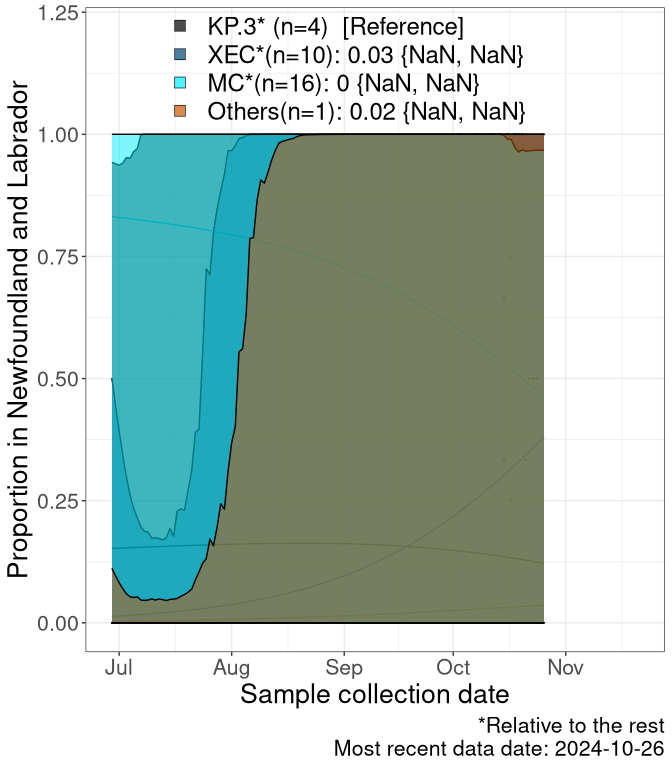 KP.3* (n=4)  [Reference]
XEC*(n=10): 0.03 {NaN, NaN}
MC*(n=16): 0 {NaN, NaN}
Others(n=1): 0.02 {NaN, NaN}
Proportion in Newfoundland and Labrador
1.25
1.00
0.75
0.50
0.25
0.00
Jul Aug Sep Oct Nov
Sample collection date
*Relative to the rest
Most recent data date: 2024-10-26